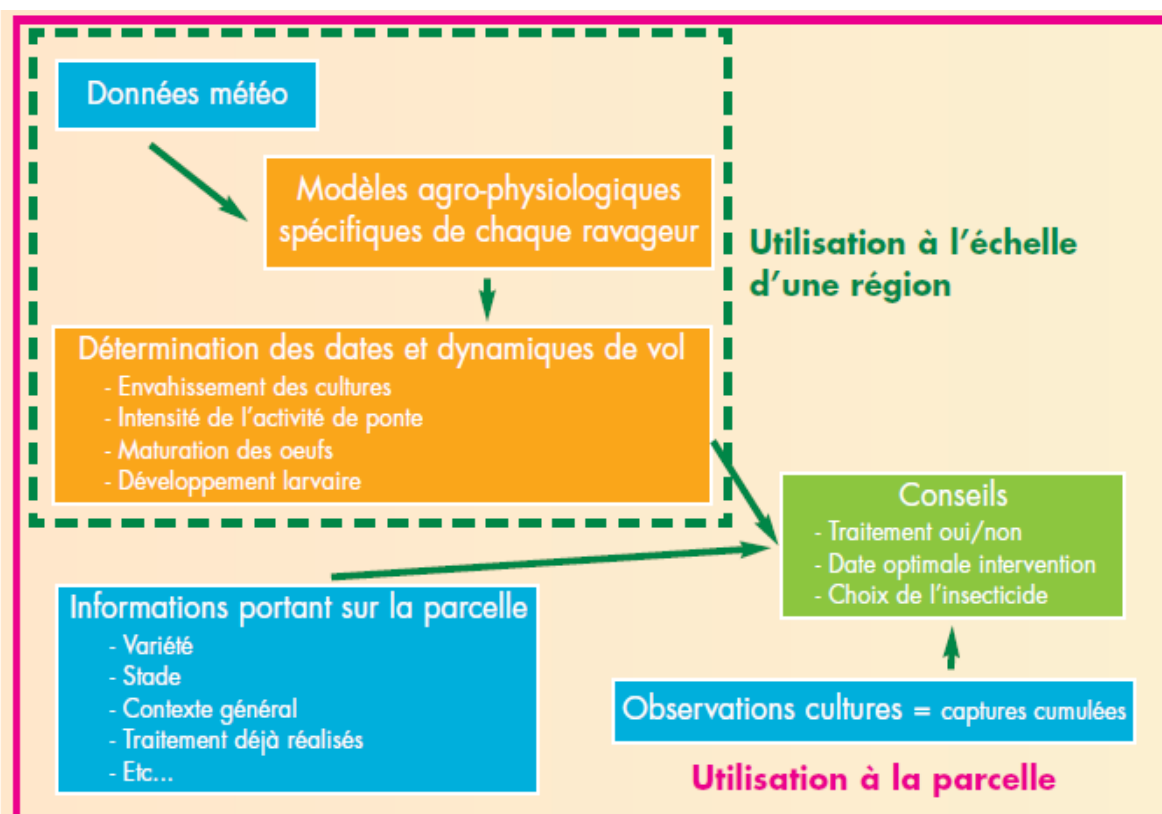 Données météo
Modèles agro-physiologiques
spécifiques de chaque ravageur
Utilisation à l'échelle
d'une région
Détermination des dates et dynamiques de vol
- Envahissement des cultures
- Intensité de l'activité de ponte
- Maturation des oeufs
- Développement larvaire
Conseils
- Traitement oui/non
- Date optimale intervention
- Choix de l'insecticide
Informations portant sur la parcelle
- Variété
- Stade
- Contexte général
- Traitement déjà réalisés
- Etc...
Observations cultures = captures cumulées
Utilisation à la parcelle